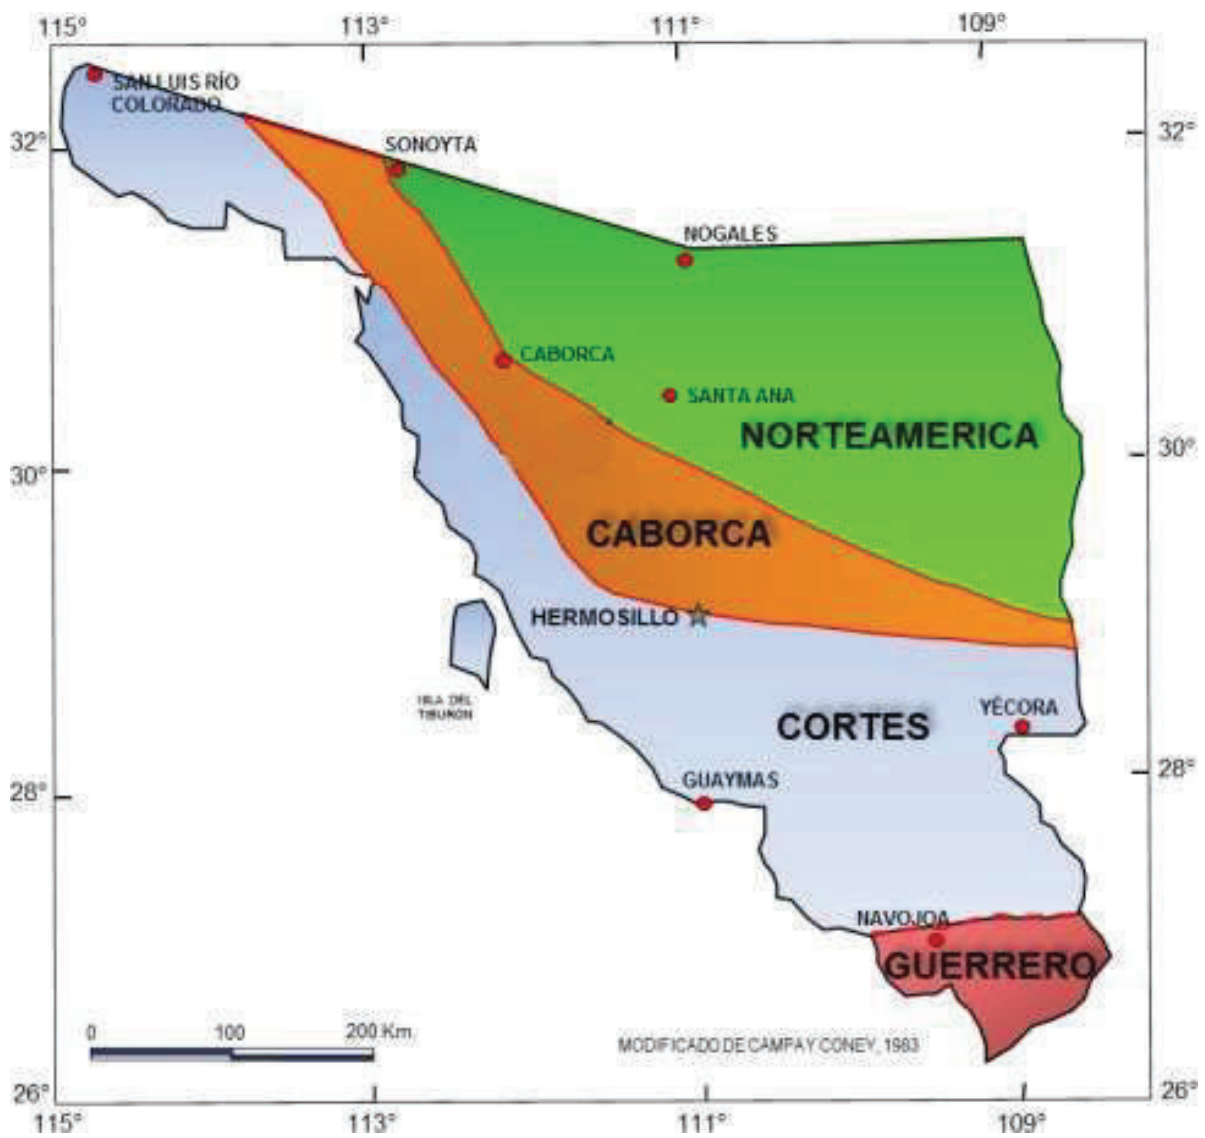 115°
113°
111°
109°
SAN LUIS RÍO
COLORADO
32°
32°
SONOYTA
NOGALES
CABORCA
SANTA ANA
NORTEAMERICA
30°
30°
CABORCA
HERMOSILLO
ISLA DEL
TIBURON
YÉCORA
CORTES
GUAYMAS
28°
28°
NAVOJOA
GUERRERO
0
100
200 Km.
MODIFICADO DE CAMPA Y CONEY, 1983
26°
26°
115°
113°
111°
109°